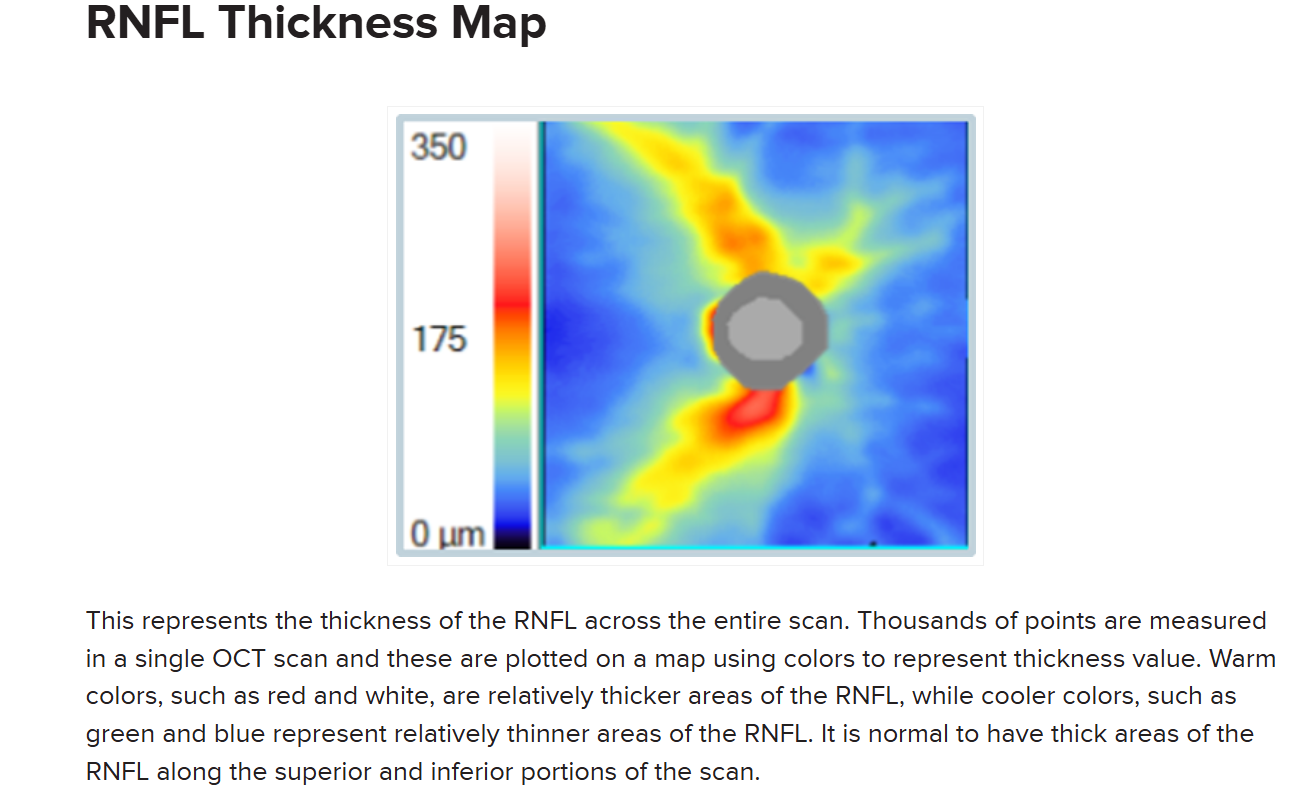 RNFL Thickness Map
350
175
0 µm
This represents the thickness of the RNFL across the entire scan. Thousands of points are measured
in a single OCT scan and these are plotted on a map using colors to represent thickness value. Warm
colors, such as red and white, are relatively thicker areas of the RNFL, while cooler colors, such as
green and blue represent relatively thinner areas of the RNFL. It is normal to have thick areas of the
RNFL along the superior and inferior portions of the scan.